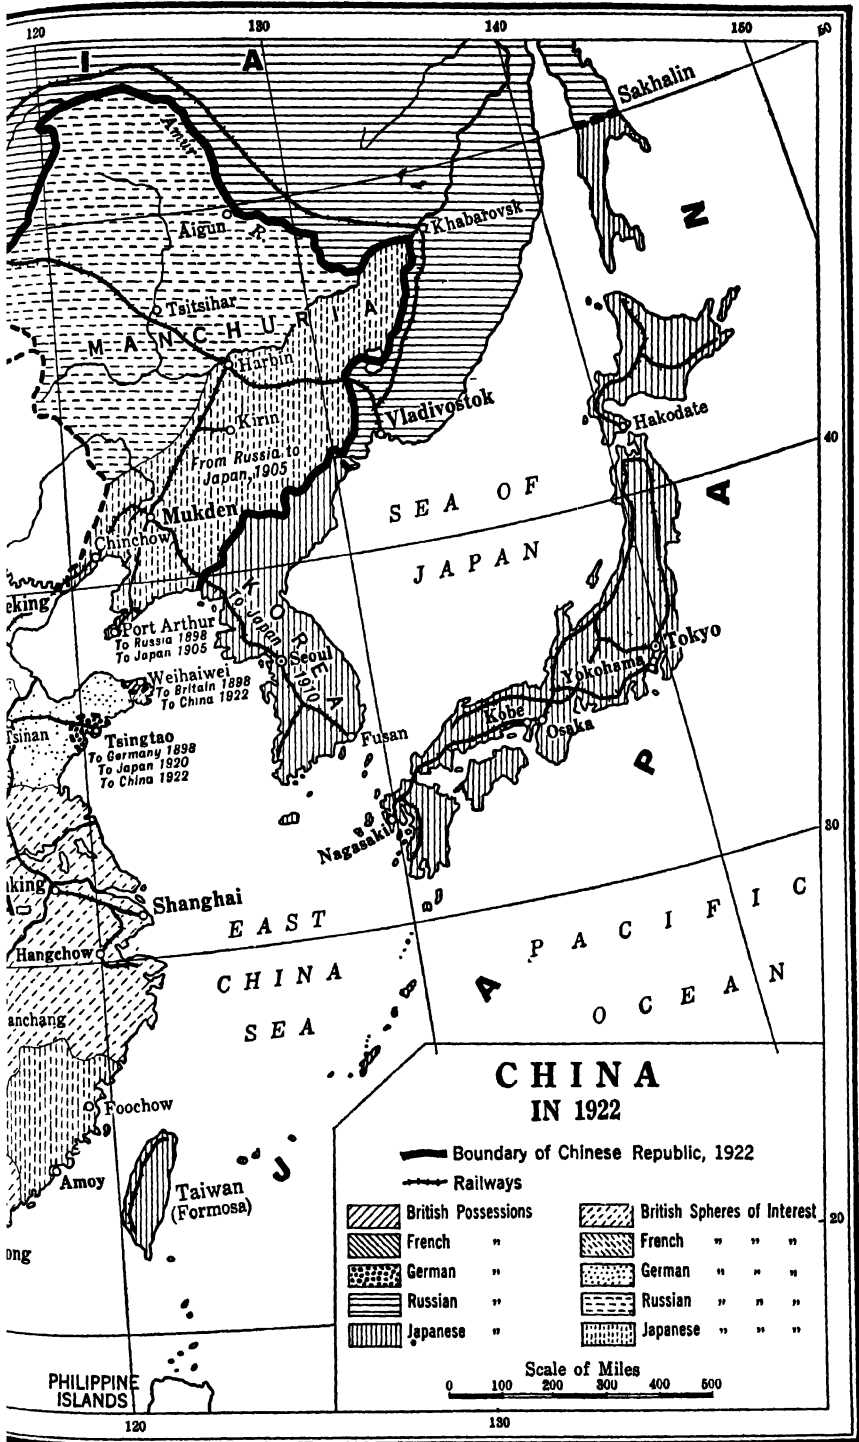 120
130
140
150
50
I
A
Sakhalin
Amur
R.
Aigun
Khabarovsk
N
Tsitsihar
MANCHURIA
Harbin
Vladivostok
Hakodate
Kirin
From Russia to
Japan, 1905
40
SEA OF
JAPAN
A
Mukden
Chinchow
eking
KOREA
To Japan
1910
Port Arthur
To Russia 1898
To Japan 1905
Seoul
Tokyo
Yokohama
Weihaiwei
To Britain 1898
To China 1922
Kobe
Osaka
Tsinan
Tsingtao
To Germany 1898
To Japan 1920
To China 1922
Fusan
P
Nagasaki
30
nking
Shanghai
EAST
CHINA
SEA
PACIFIC
OCEAN
Hangchow
A
anchang
Foochow
Amoy
J
Taiwan
(Formosa)
ong
20
PHILIPPINE
ISLANDS
CHINA
IN 1922
Boundary of Chinese Republic, 1922
Railways
British Possessions
French "
German "
Russian "
Japanese "
British Spheres of Interest
French " " "
German " " "
Russian " " "
Japanese " " "
Scale of Miles
0 100 200 300 400 500
120
130